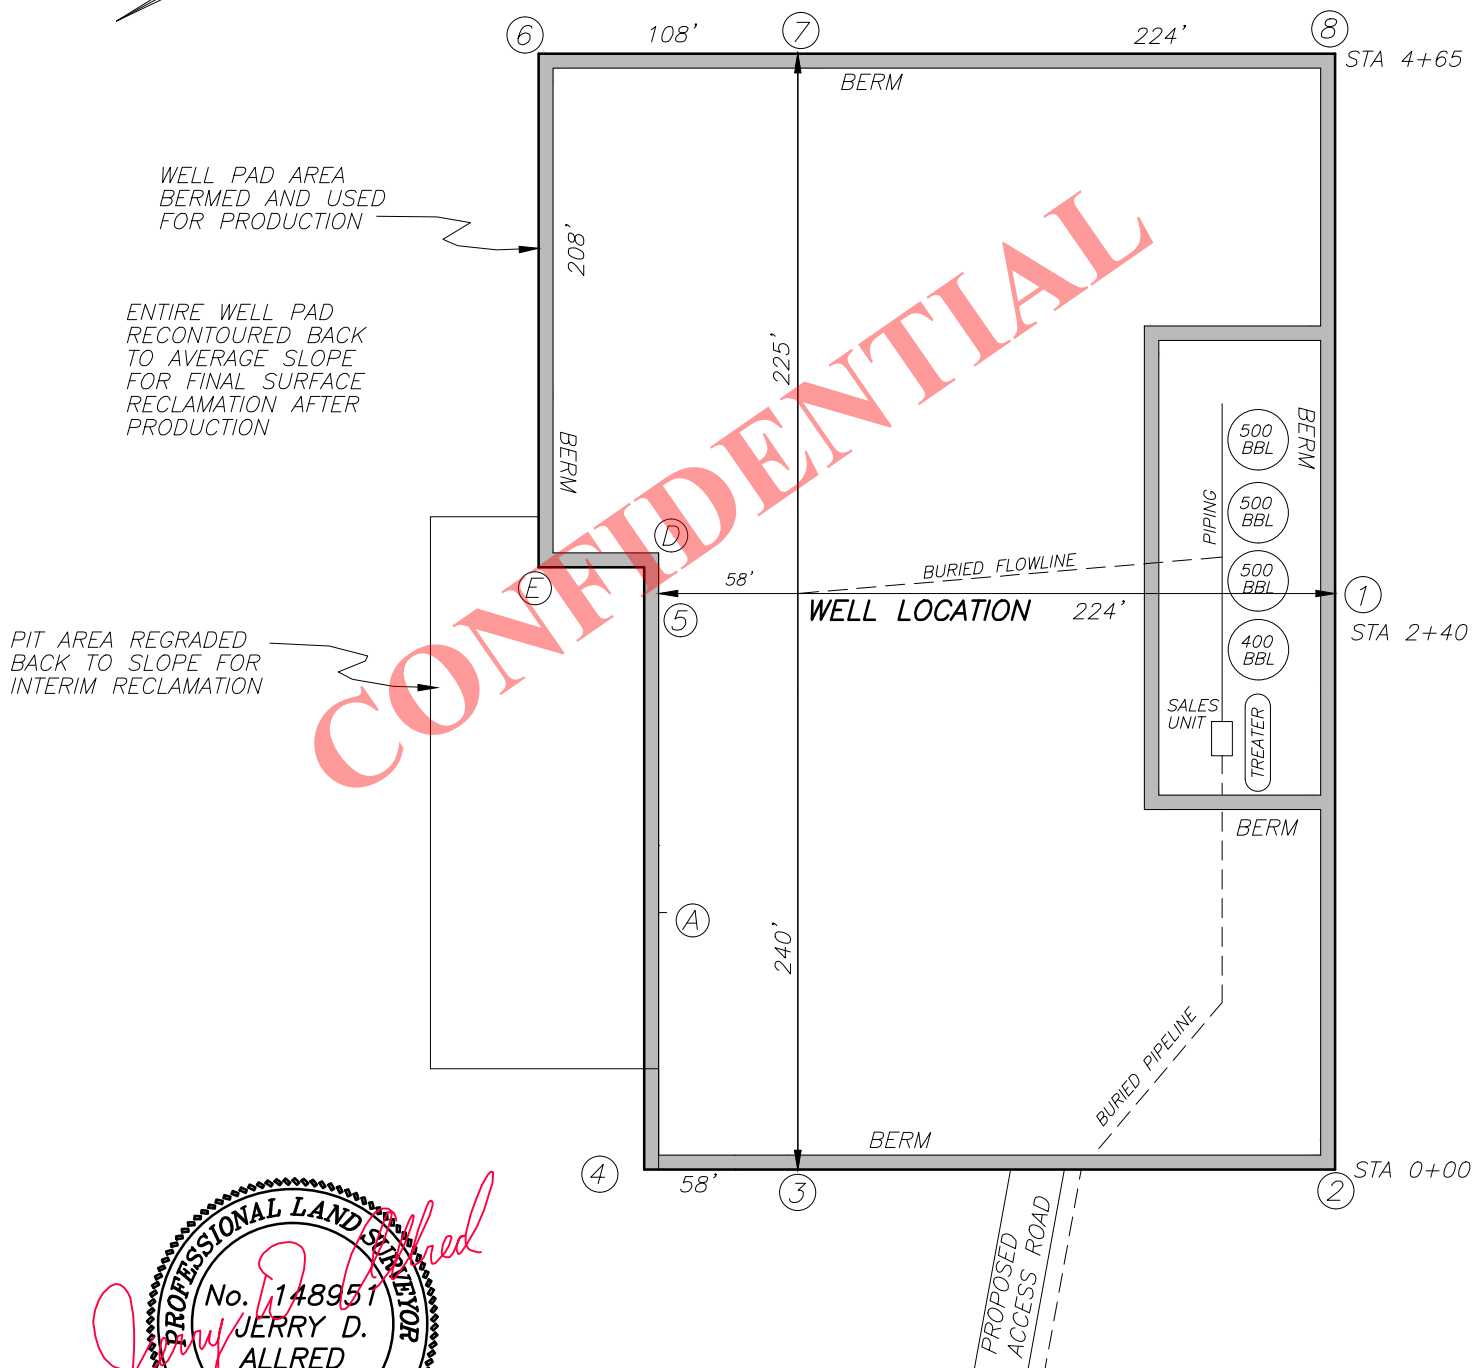 6
108'
7
224'
8
STA 4+65
BERM
WELL PAD AREA
BERMED AND USED
FOR PRODUCTION
208'
ENTIRE WELL PAD
RECONTOURED BACK
TO AVERAGE SLOPE
FOR FINAL SURFACE
RECLAMATION AFTER
PRODUCTION
225'
BERM
BERM
500
BBL
500
BBL
500
BBL
400
BBL
PIPING
D
E
58'
BURIED FLOWLINE
WELL LOCATION
224'
1
STA 2+40
5
PIT AREA REGRADED
BACK TO SLOPE FOR
INTERIM RECLAMATION
SALES
UNIT
TREATER
BERM
CONFIDENTIAL
A
240'
BURIED PIPELINE
BERM
4
58'
3
2
STA 0+00
PROPOSED
ACCESS ROAD
PROFESSIONAL LAND SURVEYOR
No. 148951
JERRY D.
ALLRED
Jerry D Allred